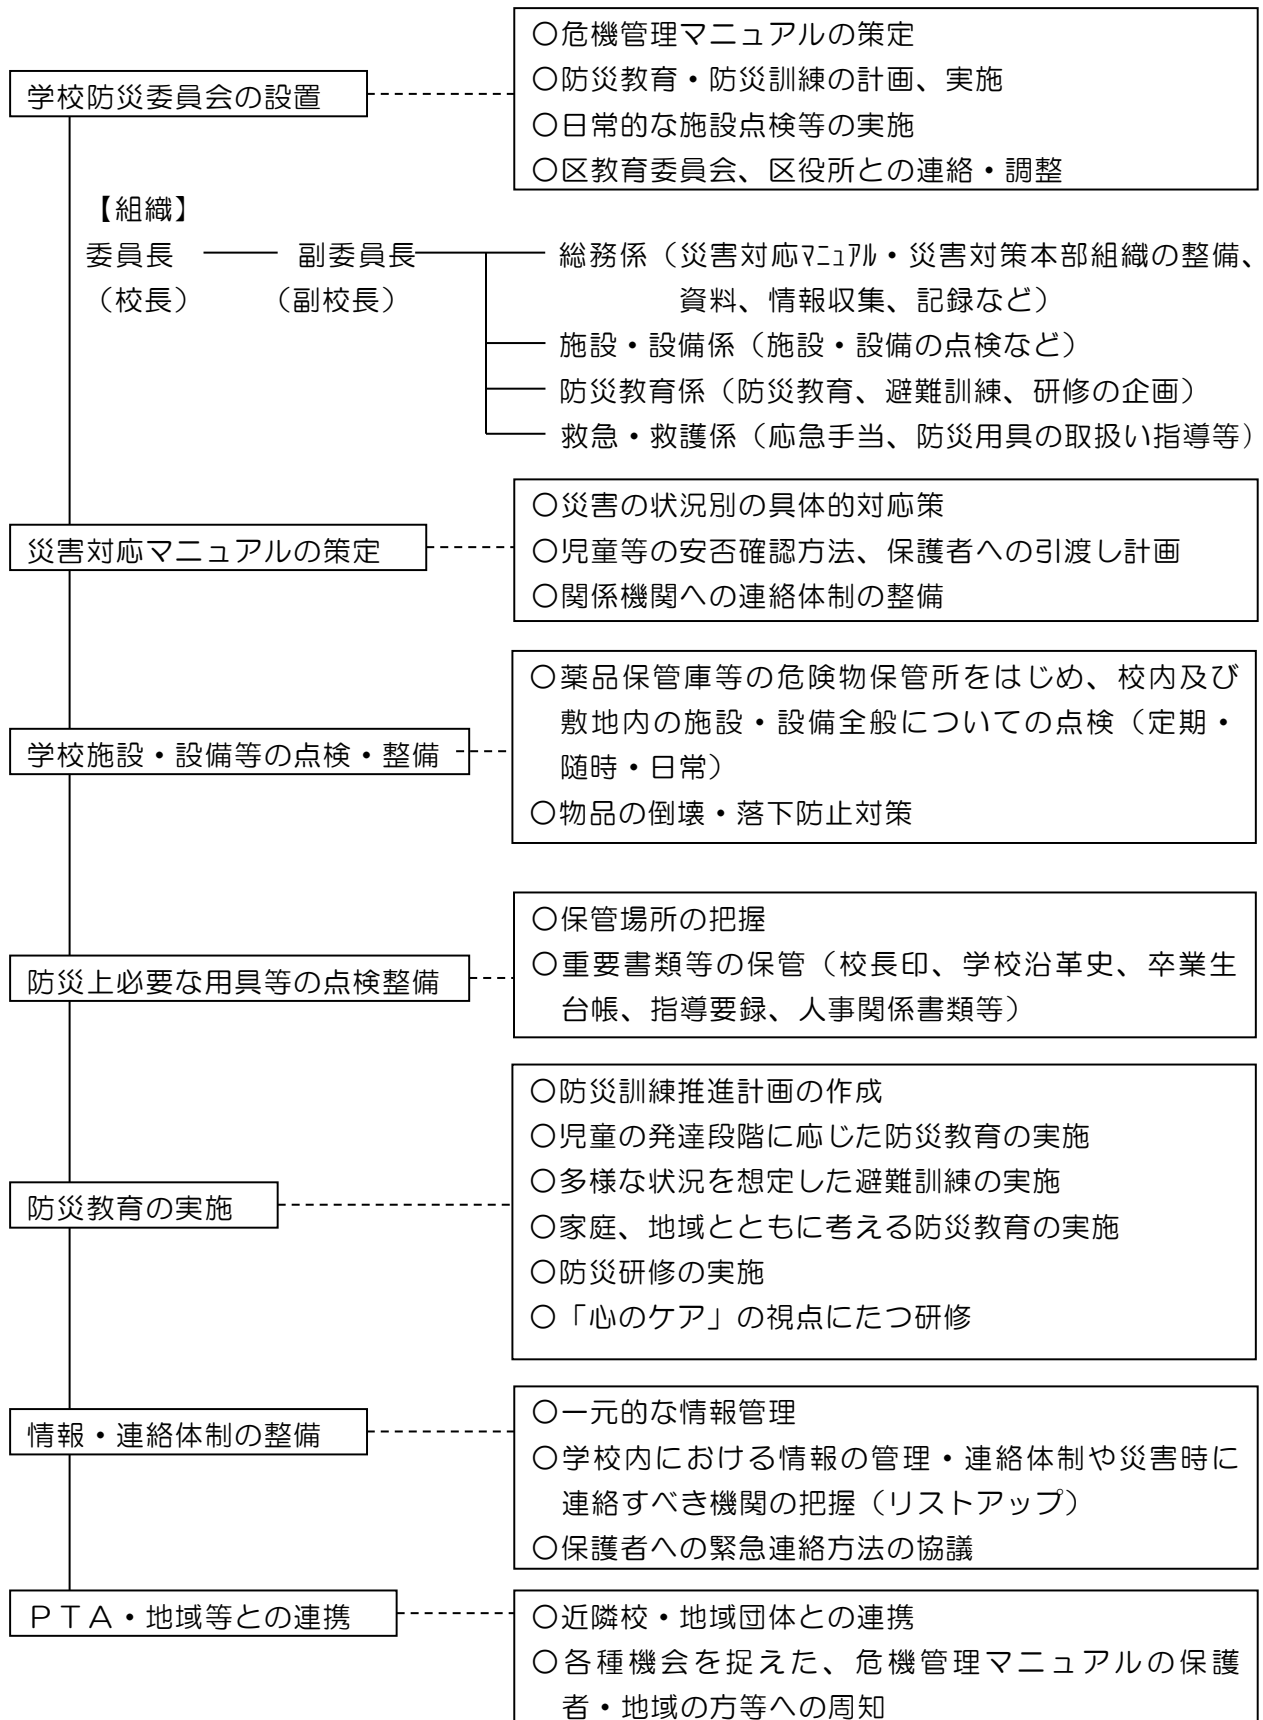 学校防災委員会の設置
〇危機管理マニュアルの策定
〇防災教育・防災訓練の計画、実施
〇日常的な施設点検等の実施
〇区教育委員会、区役所との連絡・調整
【組織】
委員長 副委員長 総務係（災害対応ﾏﾆｭｱﾙ・災害対策本部組織の整備、
（校長） （副校長） 資料、情報収集、記録など）
施設・設備係（施設・設備の点検など）
防災教育係（防災教育、避難訓練、研修の企画）
救急・救護係（応急手当、防災用具の取扱い指導等）
災害対応マニュアルの策定
〇災害の状況別の具体的対応策
〇児童等の安否確認方法、保護者への引渡し計画
〇関係機関への連絡体制の整備
学校施設・設備等の点検・整備
〇薬品保管庫等の危険物保管所をはじめ、校内及び
敷地内の施設・設備全般についての点検（定期・
随時・日常）
〇物品の倒壊・落下防止対策
防災上必要な用具等の点検整備
〇保管場所の把握
〇重要書類等の保管（校長印、学校沿革史、卒業生
台帳、指導要録、人事関係書類等）
防災教育の実施
〇防災訓練推進計画の作成
〇児童の発達段階に応じた防災教育の実施
〇多様な状況を想定した避難訓練の実施
〇家庭、地域とともに考える防災教育の実施
〇防災研修の実施
〇「心のケア」の視点にたつ研修
情報・連絡体制の整備
〇一元的な情報管理
〇学校内における情報の管理・連絡体制や災害時に
連絡すべき機関の把握（リストアップ）
〇保護者への緊急連絡方法の協議
ＰＴＡ・地域等との連携
〇近隣校・地域団体との連携
〇各種機会を捉えた、危機管理マニュアルの保護
者・地域の方等への周知